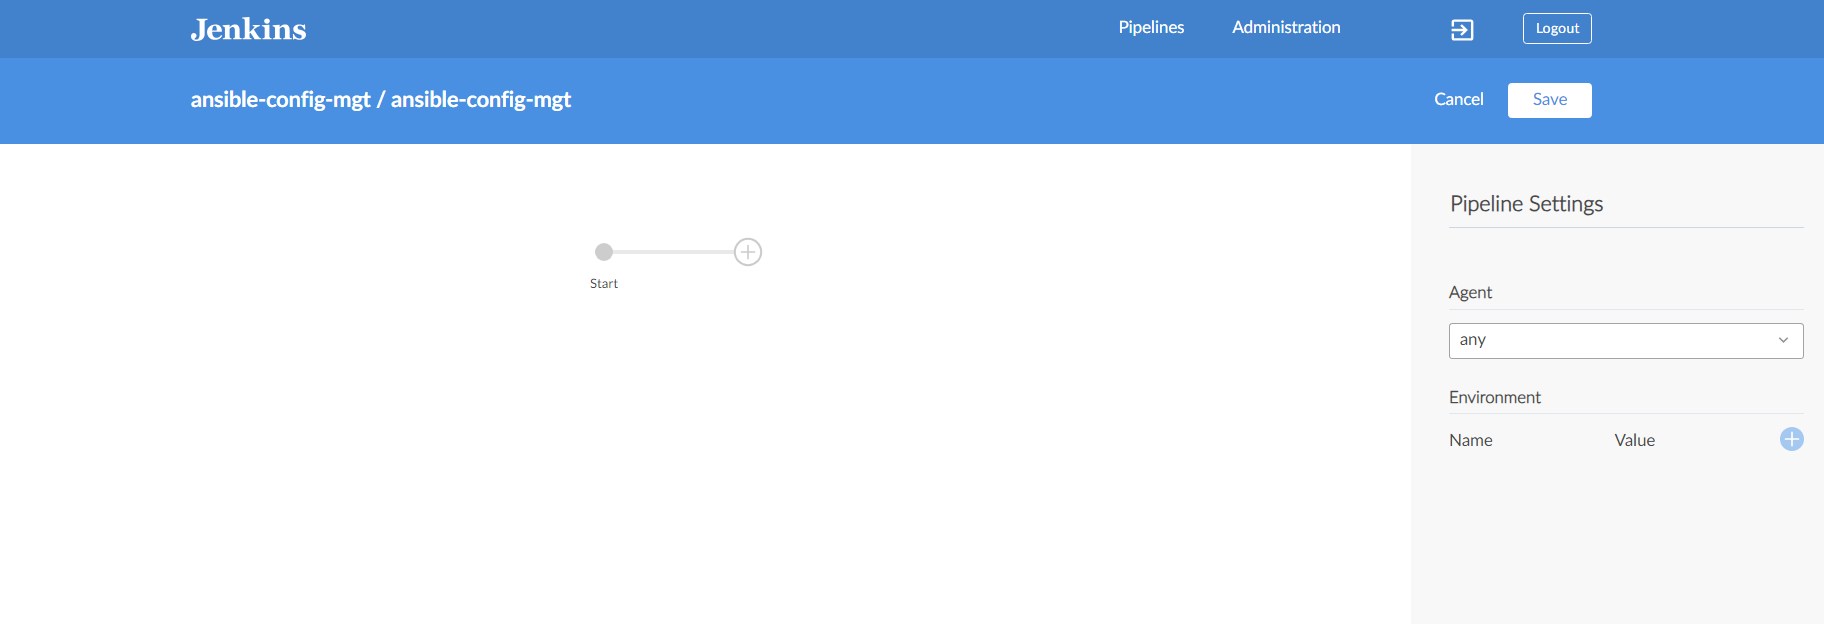 Jenkins
Pipelines
Administration
Logout
ansible-config-mgt / ansible-config-mgt
Cancel
Save
Start
Pipeline Settings
Agent
any
Environment
Name
Value